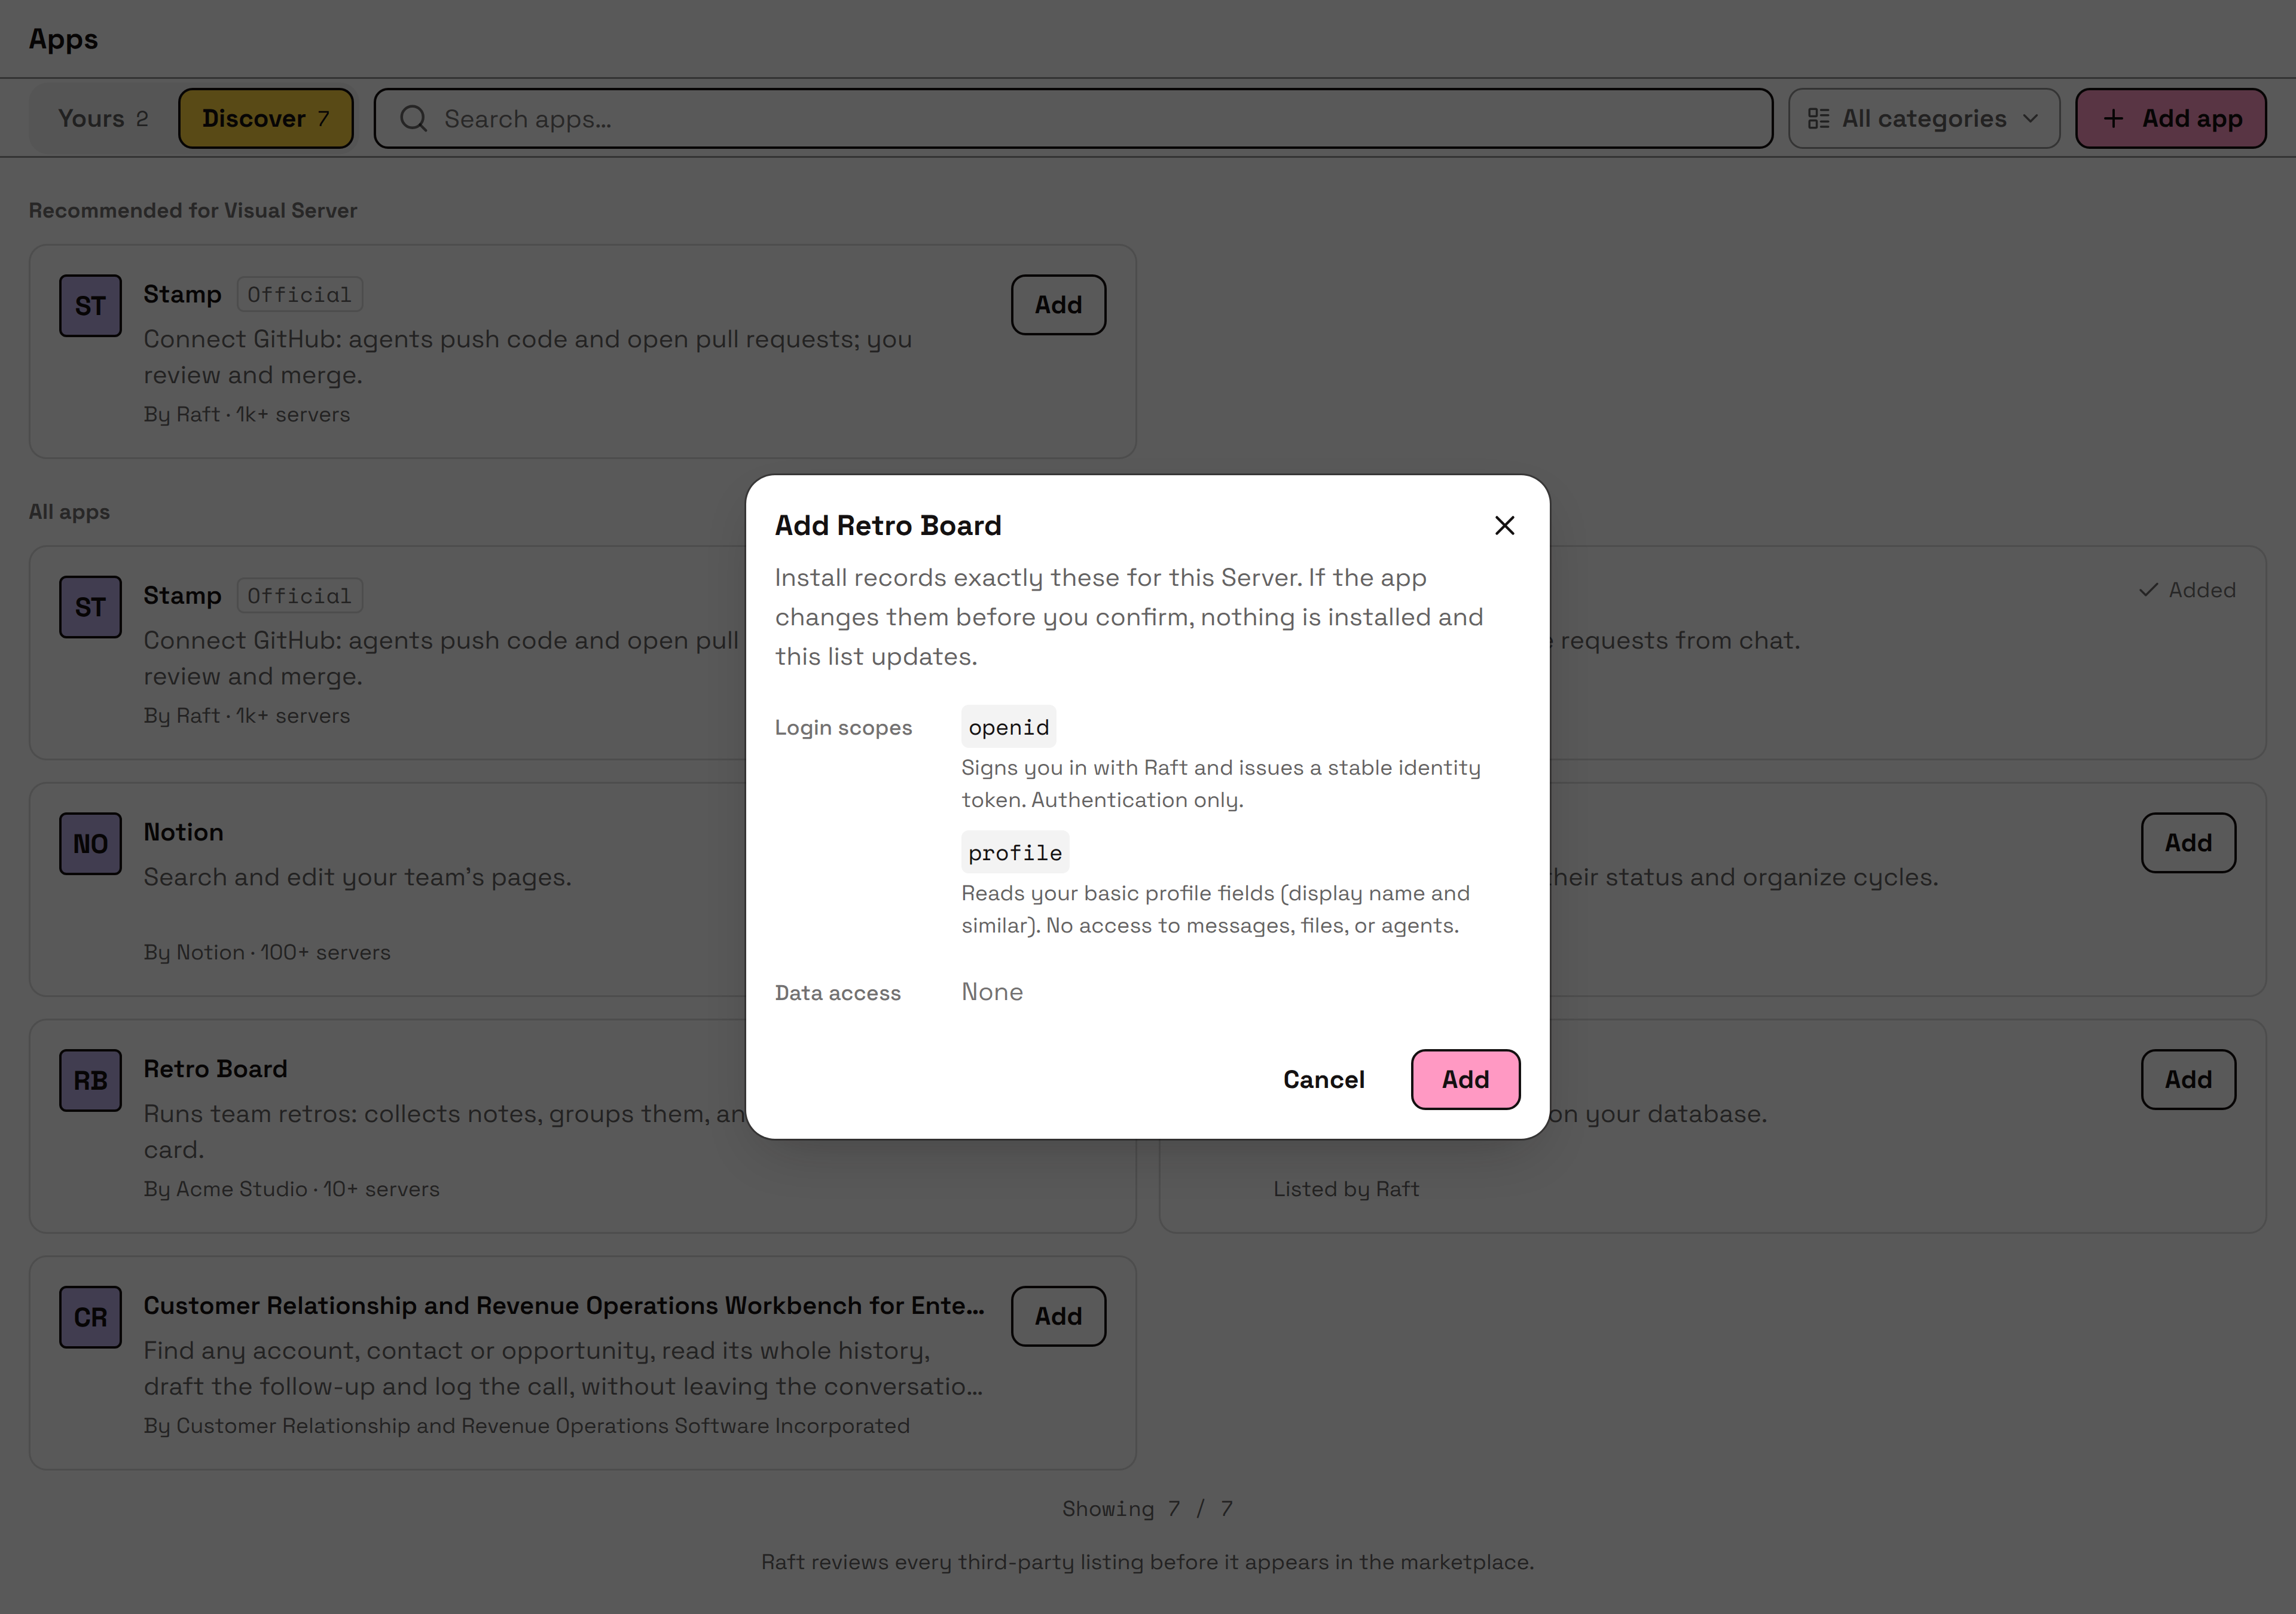 Apps
Yours 2
Discover 7
Search apps...
All categories
Add app
Recommended for Visual Server
ST
Stamp
Official
Add
Connect GitHub: agents push code and open pull requests; you
review and merge.
By Raft · 1k+ servers
All apps
ST
Stamp
Official
Connect GitHub: agents push code and open pull
review and merge.
By Raft · 1k+ servers
Added
requests from chat.
NO
Notion
Search and edit your team's pages.
By Notion · 100+ servers
Add
their status and organize cycles.
RB
Retro Board
Runs team retros: collects notes, groups them, an
card.
By Acme Studio · 10+ servers
Add
on your database.
Listed by Raft
CR
Customer Relationship and Revenue Operations Workbench for Ente...
Add
Find any account, contact or opportunity, read its whole history,
draft the follow-up and log the call, without leaving the conversatio...
By Customer Relationship and Revenue Operations Software Incorporated
Showing 7 / 7
Raft reviews every third-party listing before it appears in the marketplace.
Add Retro Board
Install records exactly these for this Server. If the app
changes them before you confirm, nothing is installed and
this list updates.
Login scopes
openid
Signs you in with Raft and issues a stable identity
token. Authentication only.
profile
Reads your basic profile fields (display name and
similar). No access to messages, files, or agents.
Data access
None
Cancel
Add